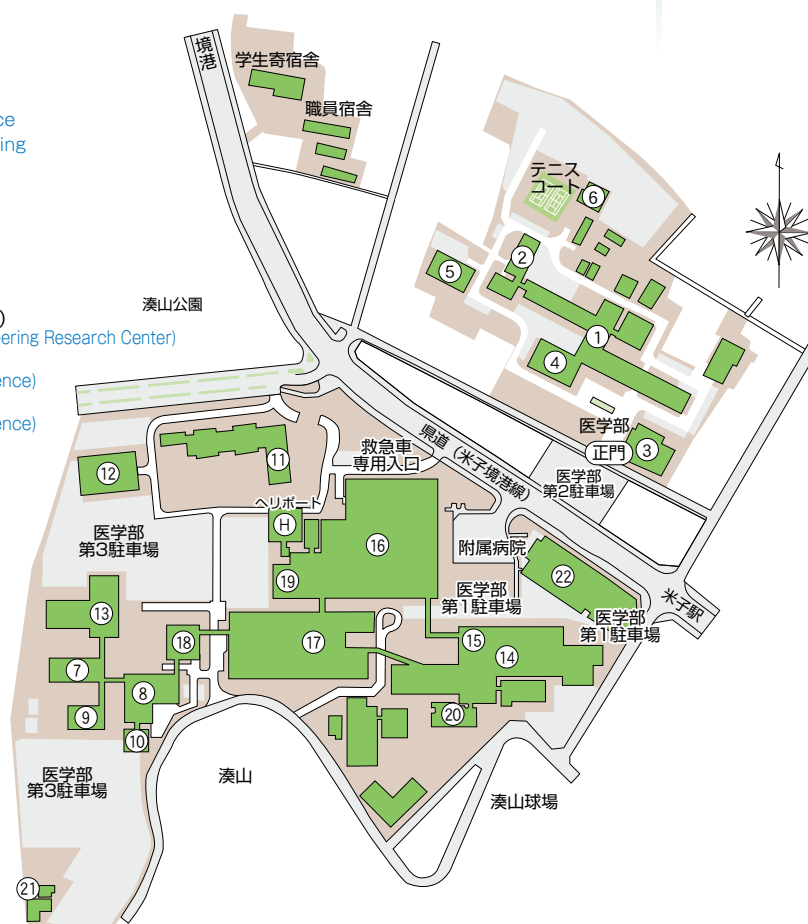 境港
学生寄宿舎
職員宿舎
ce
ing
テニス
コート
⑥
②
⑤
湊山公園
)
ering Research Center)
①
④
ence)
ence)
医学部
正門
③
県道（米子境港線）
救急車
専用入口
医学部
第2駐車場
⑪
⑫
ヘリポート
H
医学部
第3駐車場
⑯
附属病院
㉒
⑲
医学部
第1駐車場
米子駅
医学部
第1駐車場
⑬
⑱
⑰
⑮
⑭
⑦
⑧
⑨
⑩
⑳
医学部
第3駐車場
湊山
湊山球場
㉑